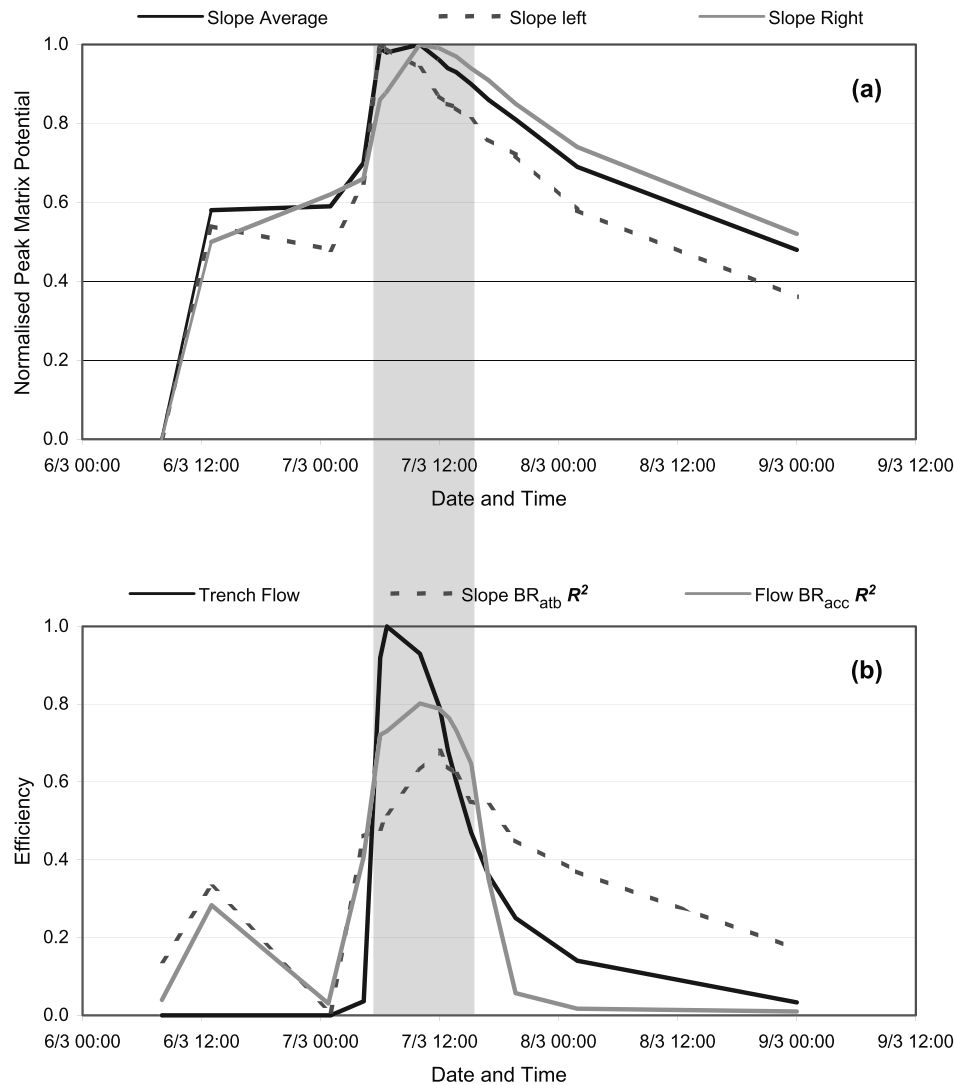 Slope Average Slope left Slope Right
(a)
Normalised Peak Matrix Potential
1.0
0.8
0.6
0.4
0.2
0.0
6/3 00:00 6/3 12:00 7/3 00:00 7/3 12:00 8/3 00:00 8/3 12:00 9/3 00:00 9/3 12:00
Date and Time
Trench Flow Slope BRatb R² Flow BRacc R²
(b)
Efficiency
1.0
0.8
0.6
0.4
0.2
0.0
6/3 00:00 6/3 12:00 7/3 00:00 7/3 12:00 8/3 00:00 8/3 12:00 9/3 00:00 9/3 12:00
Date and Time